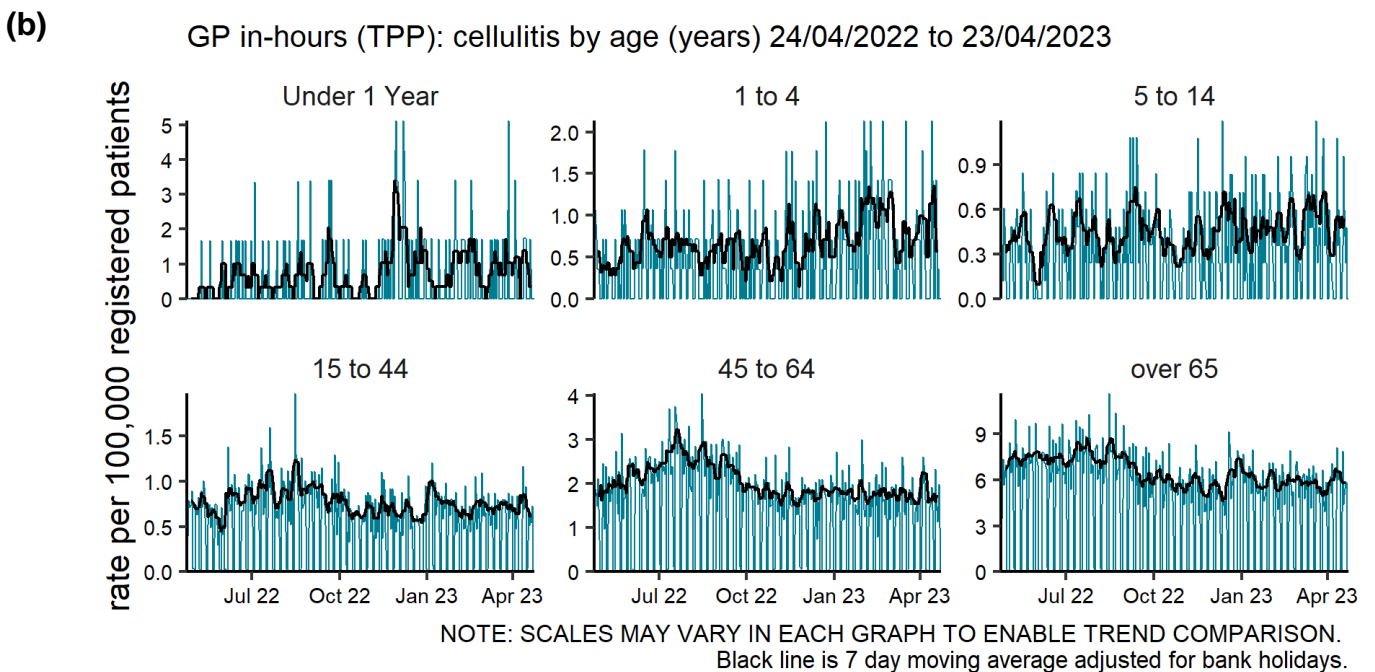 (b)
GP in-hours (TPP): cellulitis by age (years) 24/04/2022 to 23/04/2023
rate per 100,000 registered patients
Under 1 Year
5
4
3
2
1
0
1 to 4
2.0
1.5
1.0
0.5
0.0
5 to 14
0.9
0.6
0.3
0.0
15 to 44
1.5
1.0
0.5
0.0
Jul 22 Oct 22 Jan 23 Apr 23
45 to 64
4
3
2
1
0
Jul 22 Oct 22 Jan 23 Apr 23
over 65
9
6
3
0
Jul 22 Oct 22 Jan 23 Apr 23
NOTE: SCALES MAY VARY IN EACH GRAPH TO ENABLE TREND COMPARISON.
Black line is 7 day moving average adjusted for bank holidays.